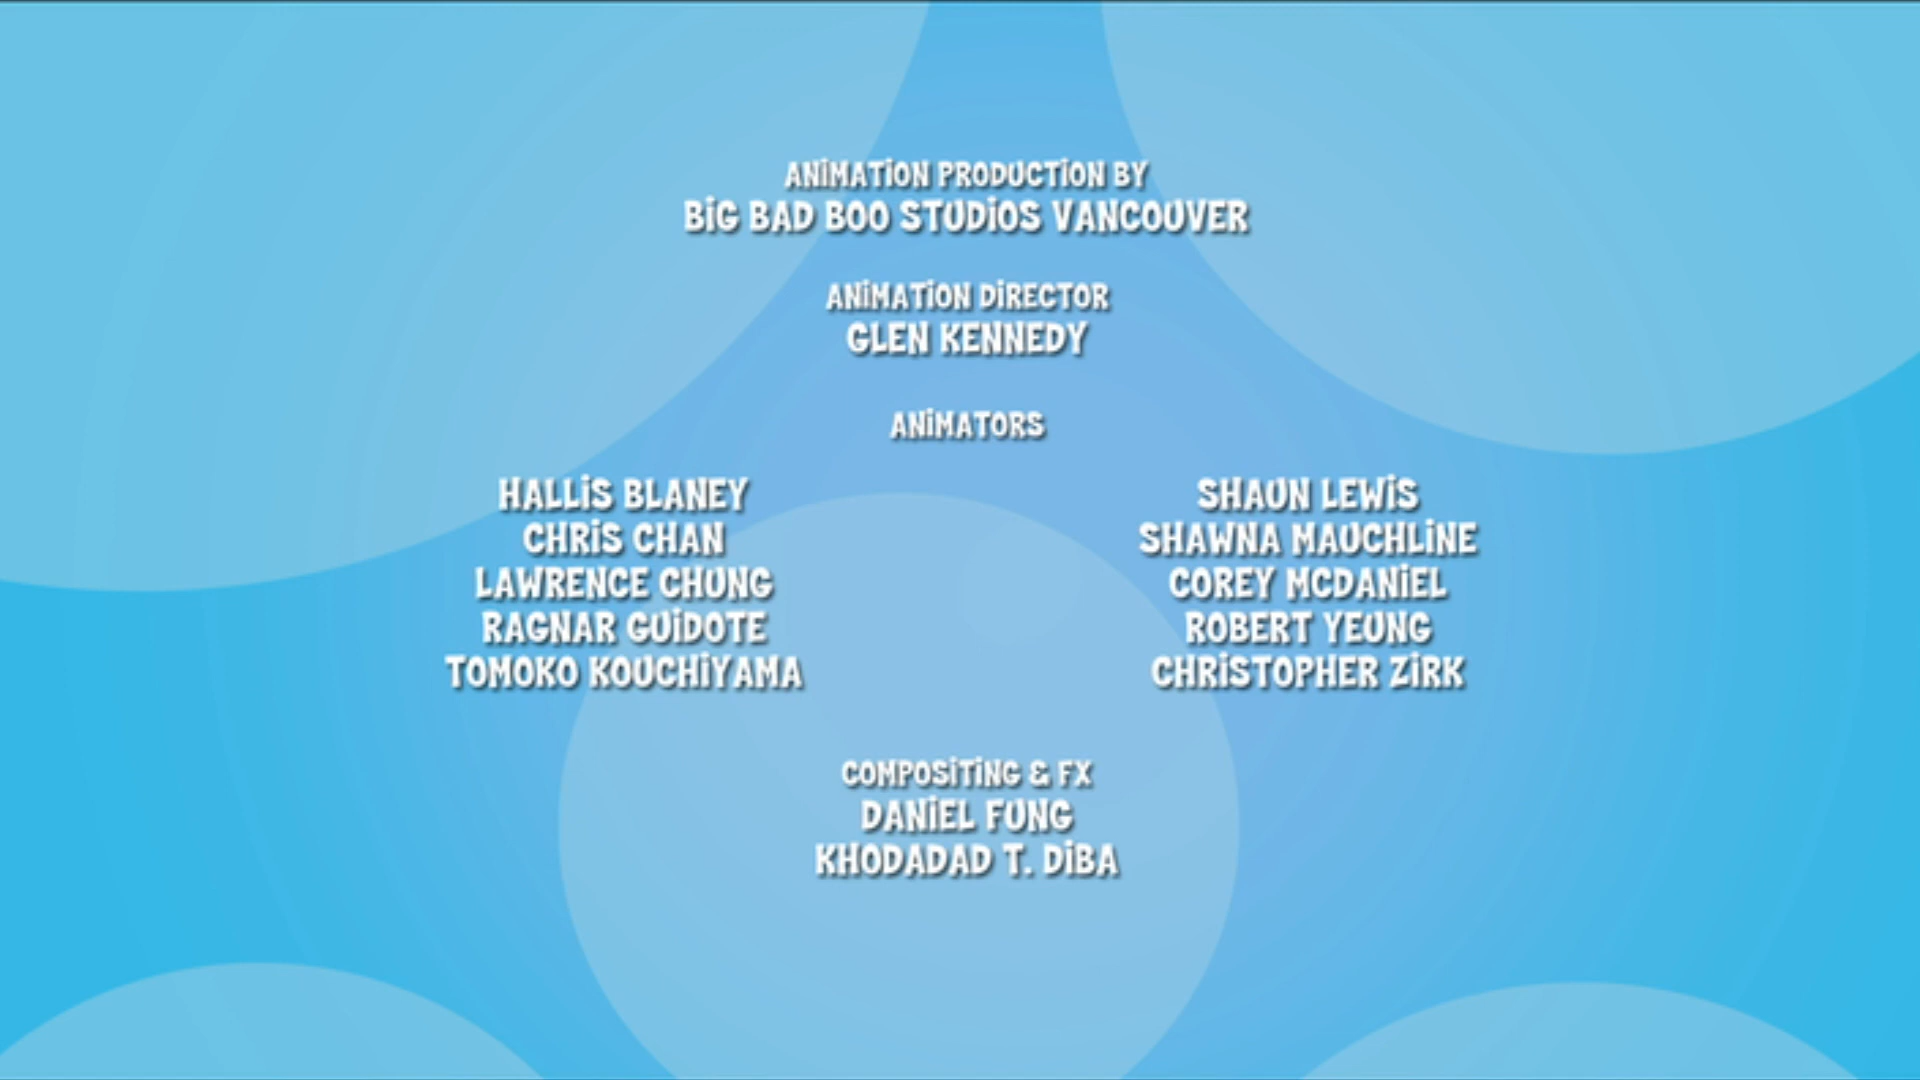 ANiMATiON PRODUCTiON BY
BiG BAD BOO STUDiOS VANCOUVER
ANiMATiON DiRECTOR
GLEN KENNEDY
ANiMATORS
HALLiS BLANEY
CHRiS CHAN
LAWRENCE CHUNG
RAGNAR GUiDOTE
TOMOKO KOUCHiYAMA
SHAUN LEWiS
SHAWNA MAUCHLiNE
COREY MCDANiEL
ROBERT YEUNG
CHRiSTOPHER ZiRK
COMPOSiTiNG & FX
DANiEL FUNG
KHODADAD T. DiBA